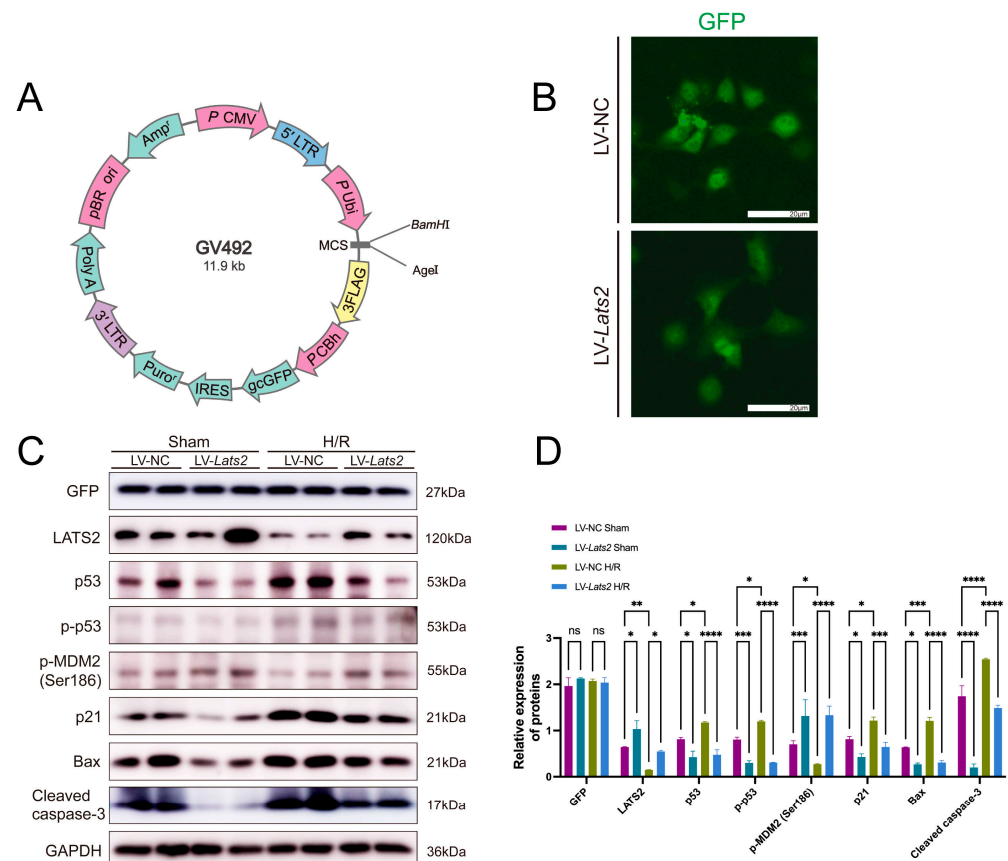 A
P CMV
5' LTR
P Ubi
BamHI
MCS
AgeI
3FLAG
P CBh
gcGFP
IRES
Puroʳ
3' LTR
Poly A
pBR ori
Ampʳ
GV492
11.9 kb
B
GFP
LV-NC
20μm
LV-Lats2
20μm
C
Sham H/R
LV-NC LV-Lats2 LV-NC LV-Lats2
GFP 27kDa
LATS2 120kDa
p53 53kDa
p-p53 53kDa
p-MDM2
(Ser186) 55kDa
p21 21kDa
Bax 21kDa
Cleaved
caspase-3 17kDa
GAPDH 36kDa
D
LV-NC Sham
LV-Lats2 Sham
LV-NC H/R
LV-Lats2 H/R
**** 
* * 
** * * *** **** 
ns ns * * * **** *** **** *** **** * *** * **** ****
Relative expression
of proteins
3
2
1
0
GFP
LATS2
p53
p-p53
p-MDM2 (Ser186)
p21
Bax
Cleaved caspase-3